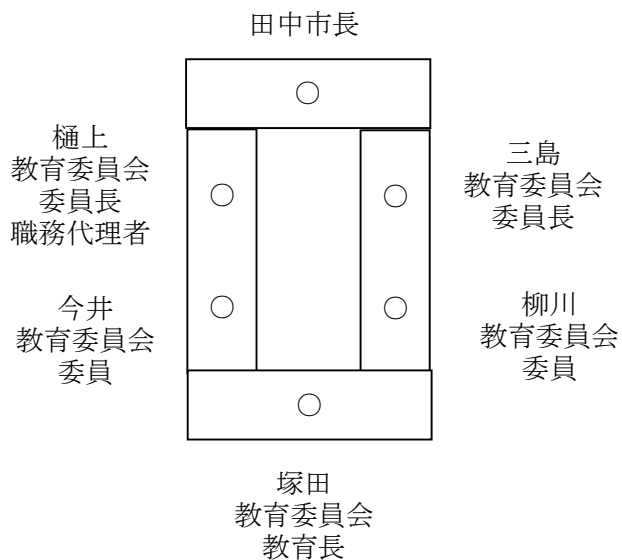 田中市長
樋上
教育委員会
委員長
職務代理者
三島
教育委員会
委員長
今井
教育委員会
委員
柳川
教育委員会
委員
塚田
教育委員会
教育長